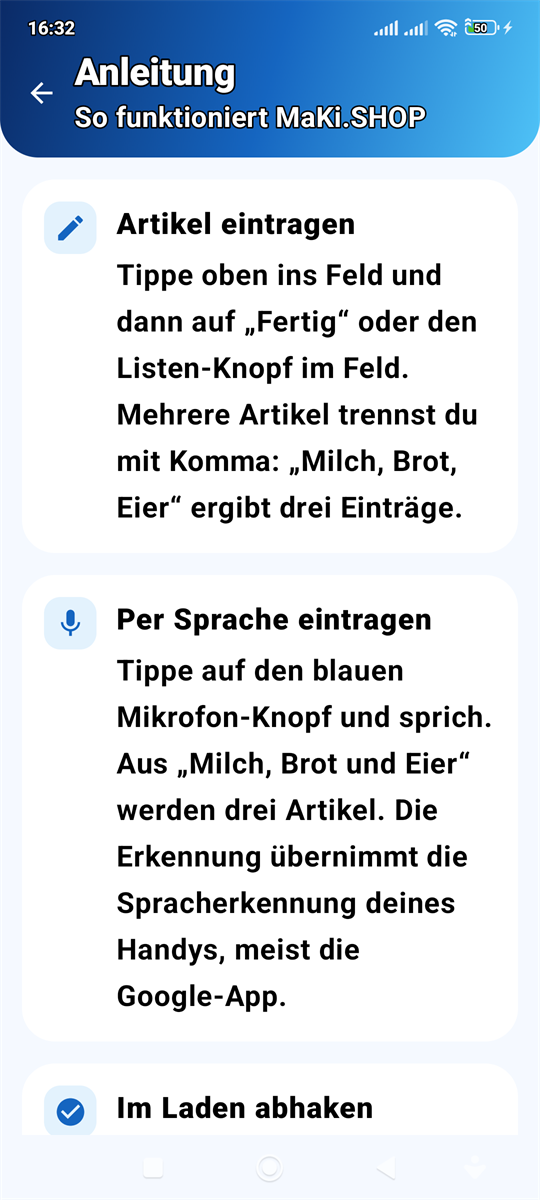 16:32
50
Anleitung
So funktioniert MaKi.SHOP
Artikel eintragen
Tippe oben ins Feld und
dann auf „Fertig“ oder den
Listen-Knopf im Feld.
Mehrere Artikel trennst du
mit Komma: „Milch, Brot,
Eier“ ergibt drei Einträge.
Per Sprache eintragen
Tippe auf den blauen
Mikrofon-Knopf und sprich.
Aus „Milch, Brot und Eier“
werden drei Artikel. Die
Erkennung übernimmt die
Spracherkennung deines
Handys, meist die
Google-App.
Im Laden abhaken